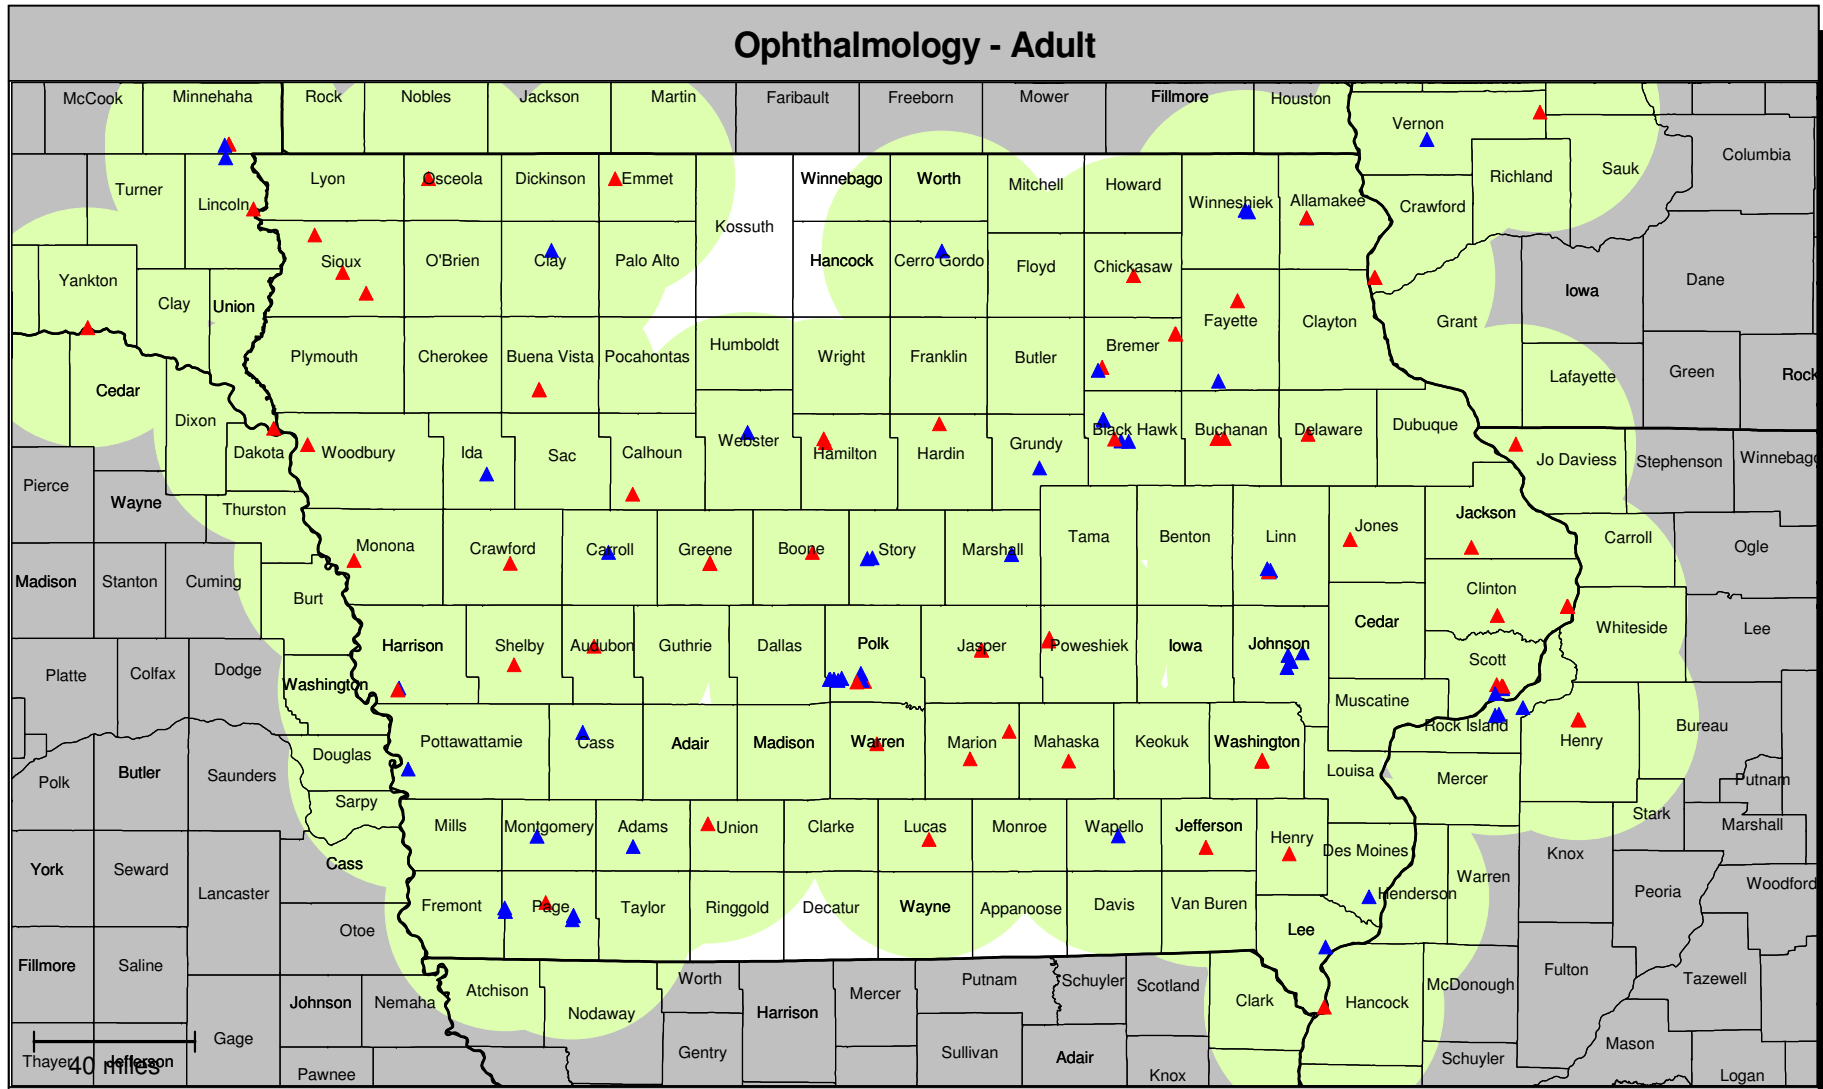 Ophthalmology - Adult
McCook Minnehaha Rock Nobles Jackson Martin Faribault Freeborn Mower Fillmore Houston
Vernon
Columbia
Turner Lyon Osceola Dickinson Emmet Winnebago Worth Mitchell Howard Richland Sauk
Lincoln Winneshiek Allamakee Crawford
Kossuth
Yankton Sioux O'Brien Clay Palo Alto Hancock Cerro Gordo Floyd Chickasaw Dane
Clay Union Iowa
Fayette Clayton Grant
Plymouth Cherokee Buena Vista Pocahontas Humboldt Wright Franklin Butler Bremer
Cedar Lafayette Green Rock
Dixon
Dakota Woodbury Ida Sac Calhoun Webster Hamilton Hardin Grundy Black Hawk Buchanan Delaware Dubuque
Jo Daviess Stephenson Winnebago
Pierce Wayne Thurston
Monona Crawford Carroll Greene Boone Story Marshall Tama Benton Linn Jones Jackson
Carroll Ogle
Madison Stanton Cuming
Burt Clinton
Harrison Shelby Audubon Guthrie Dallas Polk Jasper Poweshiek Iowa Johnson Cedar
Whiteside Lee
Platte Colfax Dodge Scott
Washington Muscatine
Rock Island Henry Bureau
Douglas Pottawattamie Cass Adair Madison Warren Marion Mahaska Keokuk Washington
Polk Butler Saunders Louisa Mercer Putnam
Sarpy
Mills Montgomery Adams Union Clarke Lucas Monroe Wapello Jefferson Henry
Stark Marshall
York Seward Cass Des Moines Knox
Lancaster Warren Peoria Woodford
Fremont Page Taylor Ringgold Decatur Wayne Appanoose Davis Van Buren Henderson
Otoe Lee
Fillmore Saline
Atchison Worth Putnam Schuyler Scotland McDonough Fulton Tazewell
Johnson Nemaha Nodaway Harrison Mercer Clark Hancock
Gage Gentry Sullivan Adair Schuyler Mason
Thayer Jefferson
40 miles
Pawnee Knox Logan